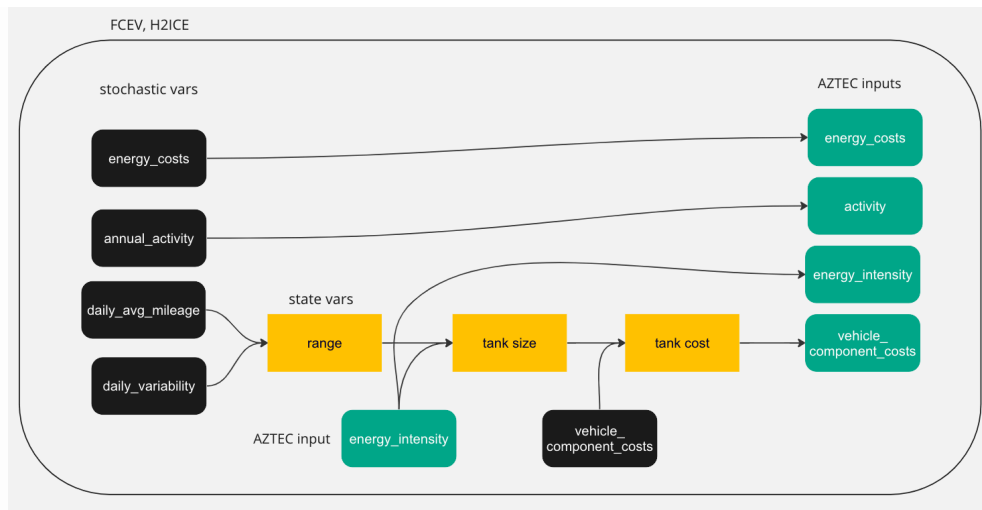 FCEV, H2ICE
stochastic vars
AZTEC inputs
energy_costs
energy_costs
annual_activity
activity
energy_intensity
daily_avg_mileage
state vars
range
tank size
tank cost
vehicle_
component_costs
daily_variability
AZTEC input
energy_intensity
vehicle_
component_costs